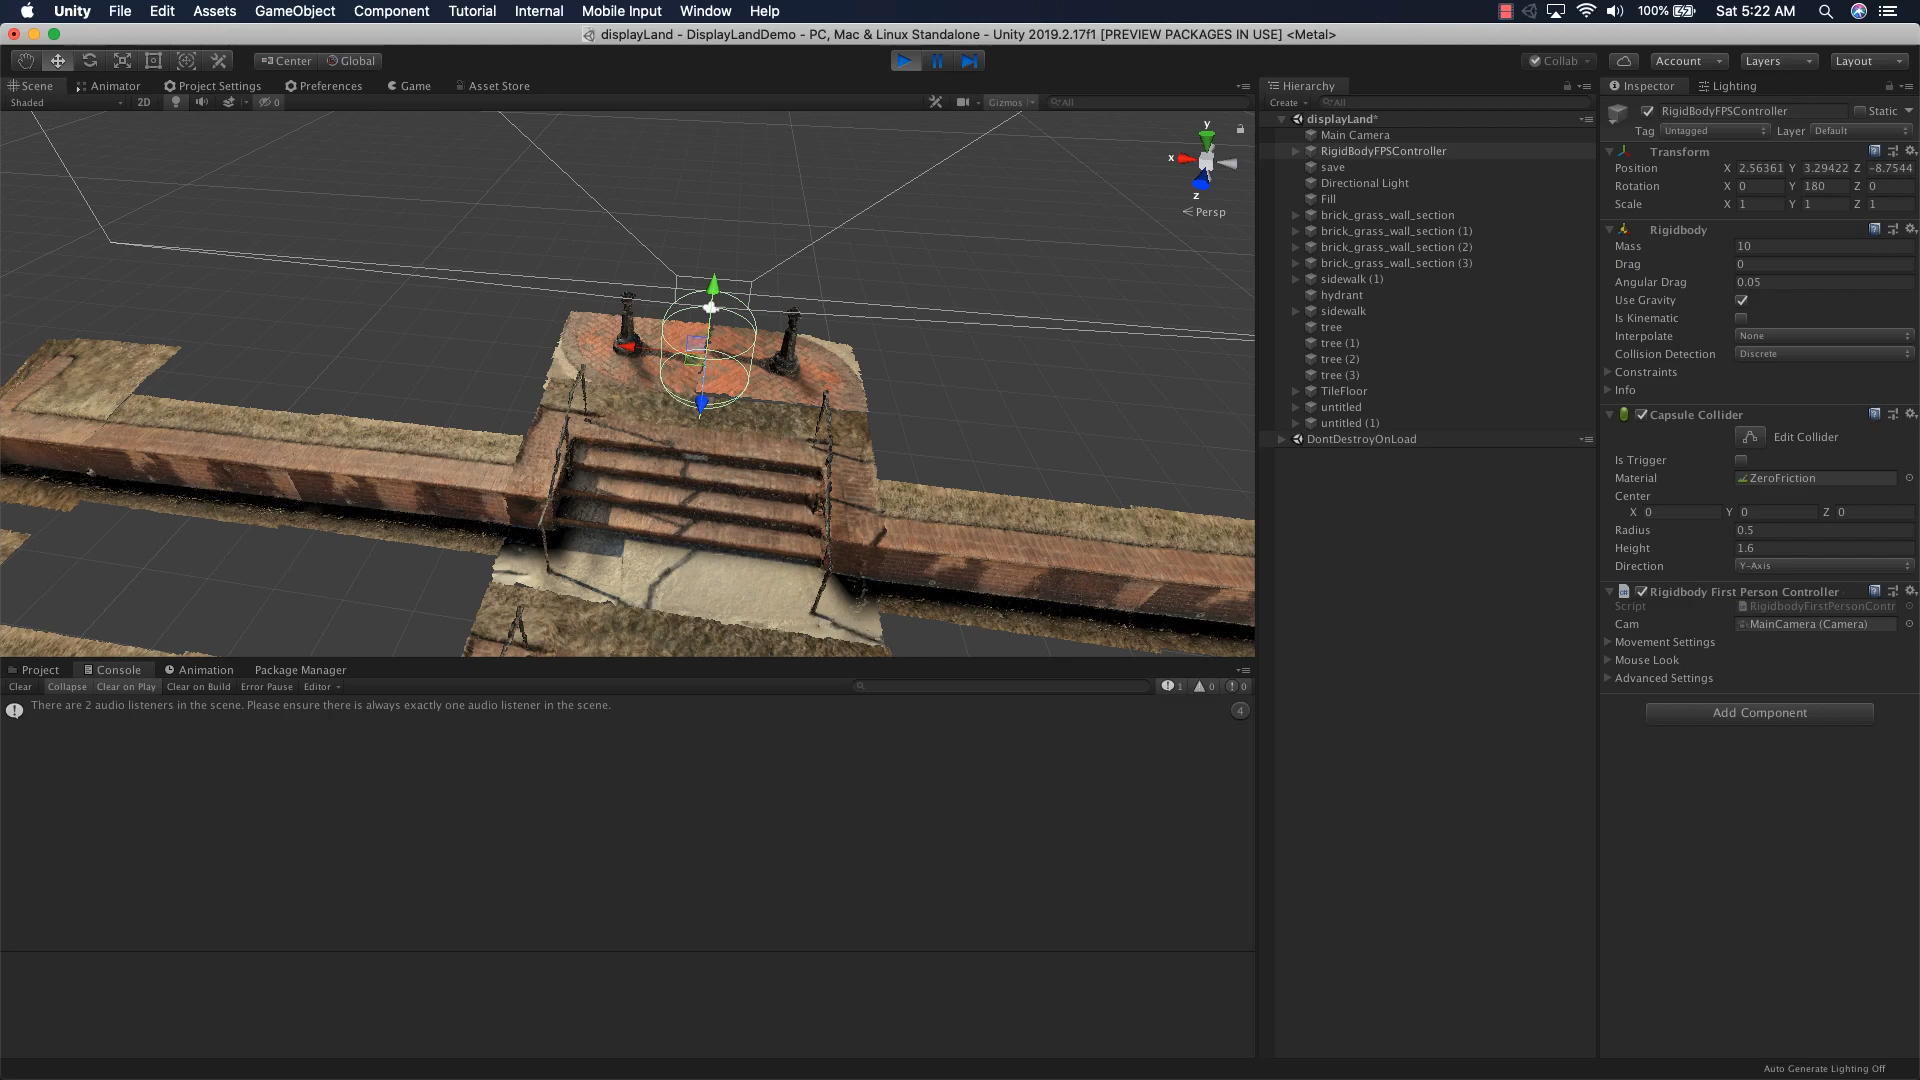 Unity File Edit Assets GameObject Component Tutorial Internal Mobile Input Window Help 100% Sat 5:22 AM
displayLand - DisplayLandDemo - PC, Mac & Linux Standalone - Unity 2019.2.17f1 [PREVIEW PACKAGES IN USE] <Metal>
Center Global Collab Account Layers Layout
Scene Animator Project Settings Preferences Game Asset Store
Shaded 2D 0 Gizmos All
y
x
z
Persp
Hierarchy
Create All
displayLand*
Main Camera
RigidBodyFPSController
save
Directional Light
Fill
brick_grass_wall_section
brick_grass_wall_section (1)
brick_grass_wall_section (2)
brick_grass_wall_section (3)
sidewalk (1)
hydrant
sidewalk
tree
tree (1)
tree (2)
tree (3)
TileFloor
untitled
untitled (1)
DontDestroyOnLoad
Inspector Lighting
RigidBodyFPSController Static
Tag Untagged Layer Default
Transform
Position X 2.56361 Y 3.29422 Z -8.7544
Rotation X 0 Y 180 Z 0
Scale X 1 Y 1 Z 1
Rigidbody
Mass 10
Drag 0
Angular Drag 0.05
Use Gravity
Is Kinematic
Interpolate None
Collision Detection Discrete
Constraints
Info
Capsule Collider
Edit Collider
Is Trigger
Material ZeroFriction
Center
X 0 Y 0 Z 0
Radius 0.5
Height 1.6
Direction Y-Axis
Rigidbody First Person Controller
Script RigidbodyFirstPersonContr
Cam MainCamera (Camera)
Movement Settings
Mouse Look
Advanced Settings
Add Component
Project Console Animation Package Manager
Clear Collapse Clear on Play Clear on Build Error Pause Editor 1 0 0
There are 2 audio listeners in the scene. Please ensure there is always exactly one audio listener in the scene. 4
Auto Generate Lighting Off